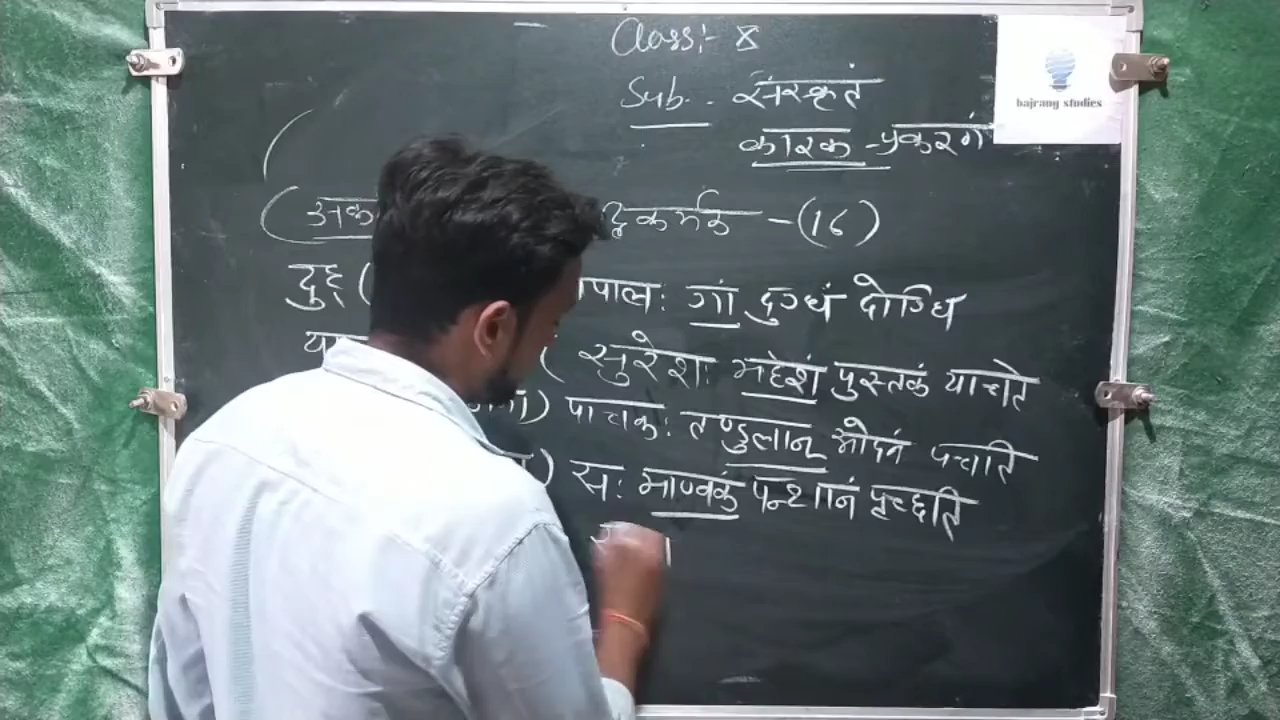 Class:- 8
Sub.. संस्कृतं
bajrang studies
कारक-प्रकरणं
द्विकर्मक -(16)
दुह् ( पाल: गां दुग्धं दोग्धि
( सुरेश: महेशं पुस्तकं याचते
) पाचक: तण्डुलान् ओदनं पचति
) स: माणवकं पन्थानं पृच्छति